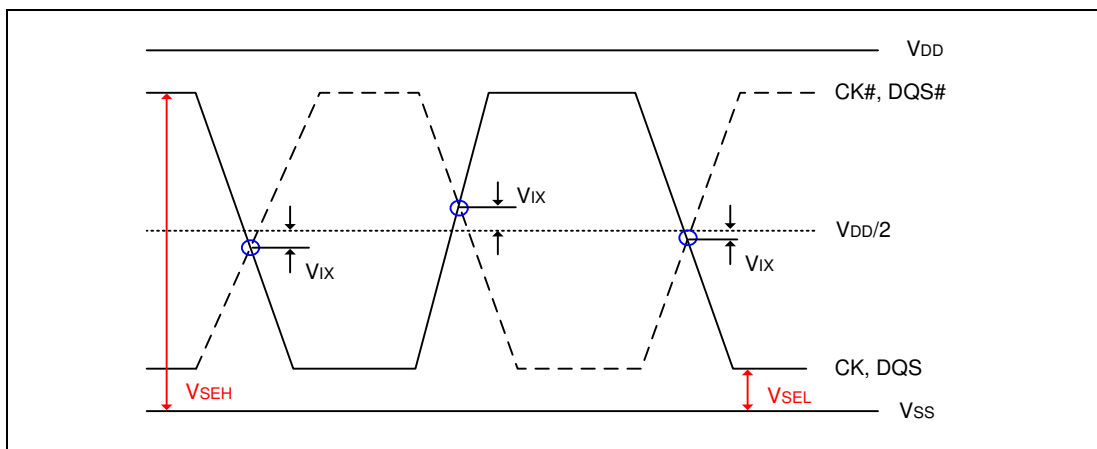 VDD
CK#, DQS#
VIX
VDD/2
VIX
VIX
CK, DQS
VSEH
VSEL
VSS